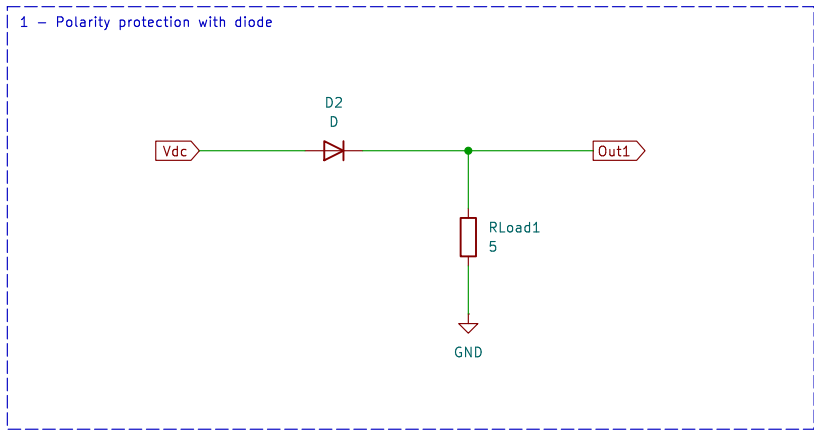 1 - Polarity protection with diode
D2
D
Vdc
Out1
RLoad1
5
GND